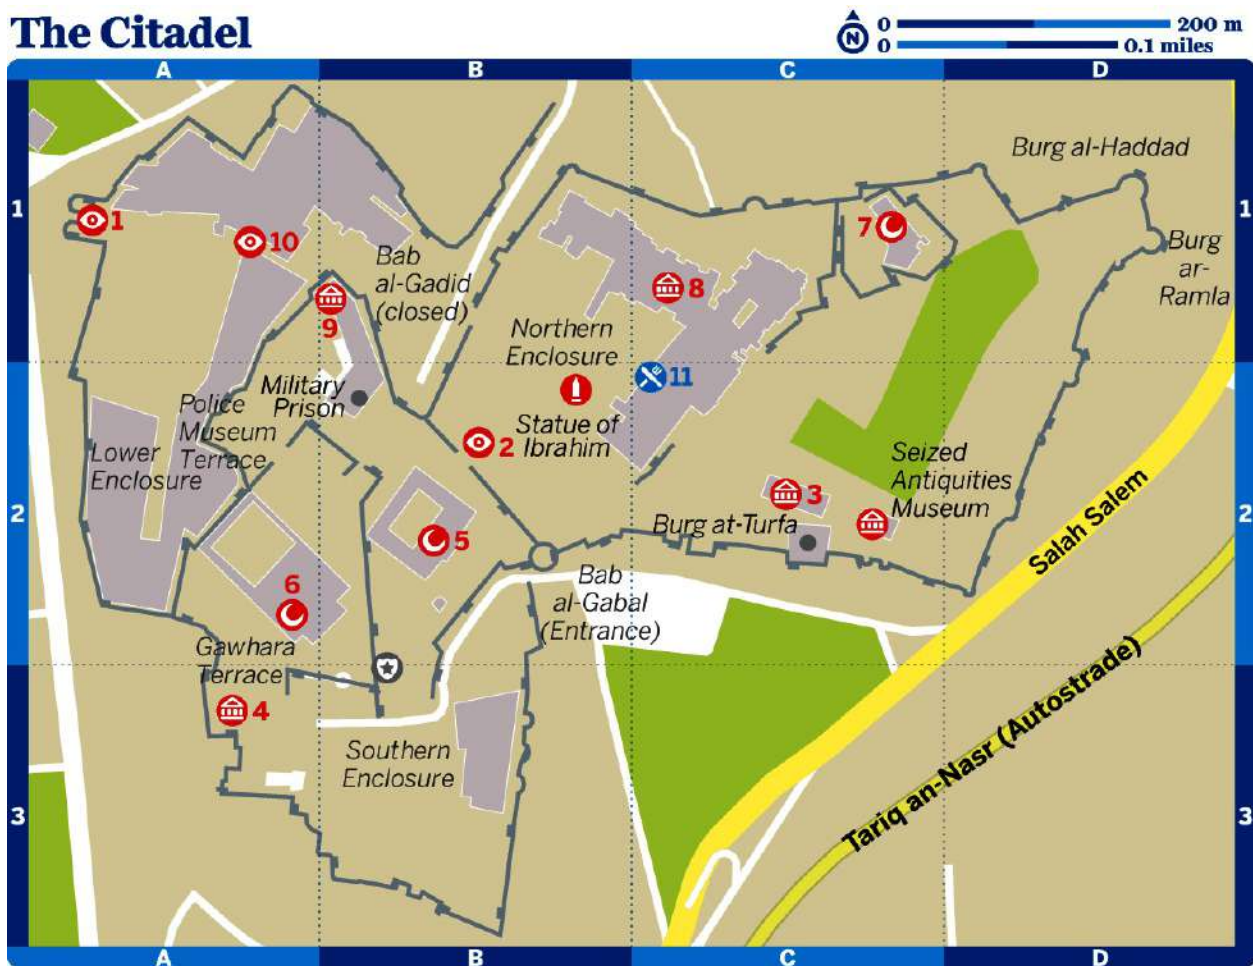 The Citadel
N
0 200 m
0 0.1 miles
A B C D
1
1
Burg al-Haddad
7
1
10
Bab
al-Gadid
(closed)
Burg
ar-
Ramla
8
9
Northern
Enclosure
11
Military
Prison
Statue of
Ibrahim
Police
Museum
Terrace
2
Lower
Enclosure
Seized
Antiquities
Museum
3
2
2
Burg at-Turfa
5
Salah Salem
6
Bab
al-Gabal
(Entrance)
Gawhara
Terrace
4
Tariq an-Nasr (Autostrade)
Southern
Enclosure
3
3
A B C D